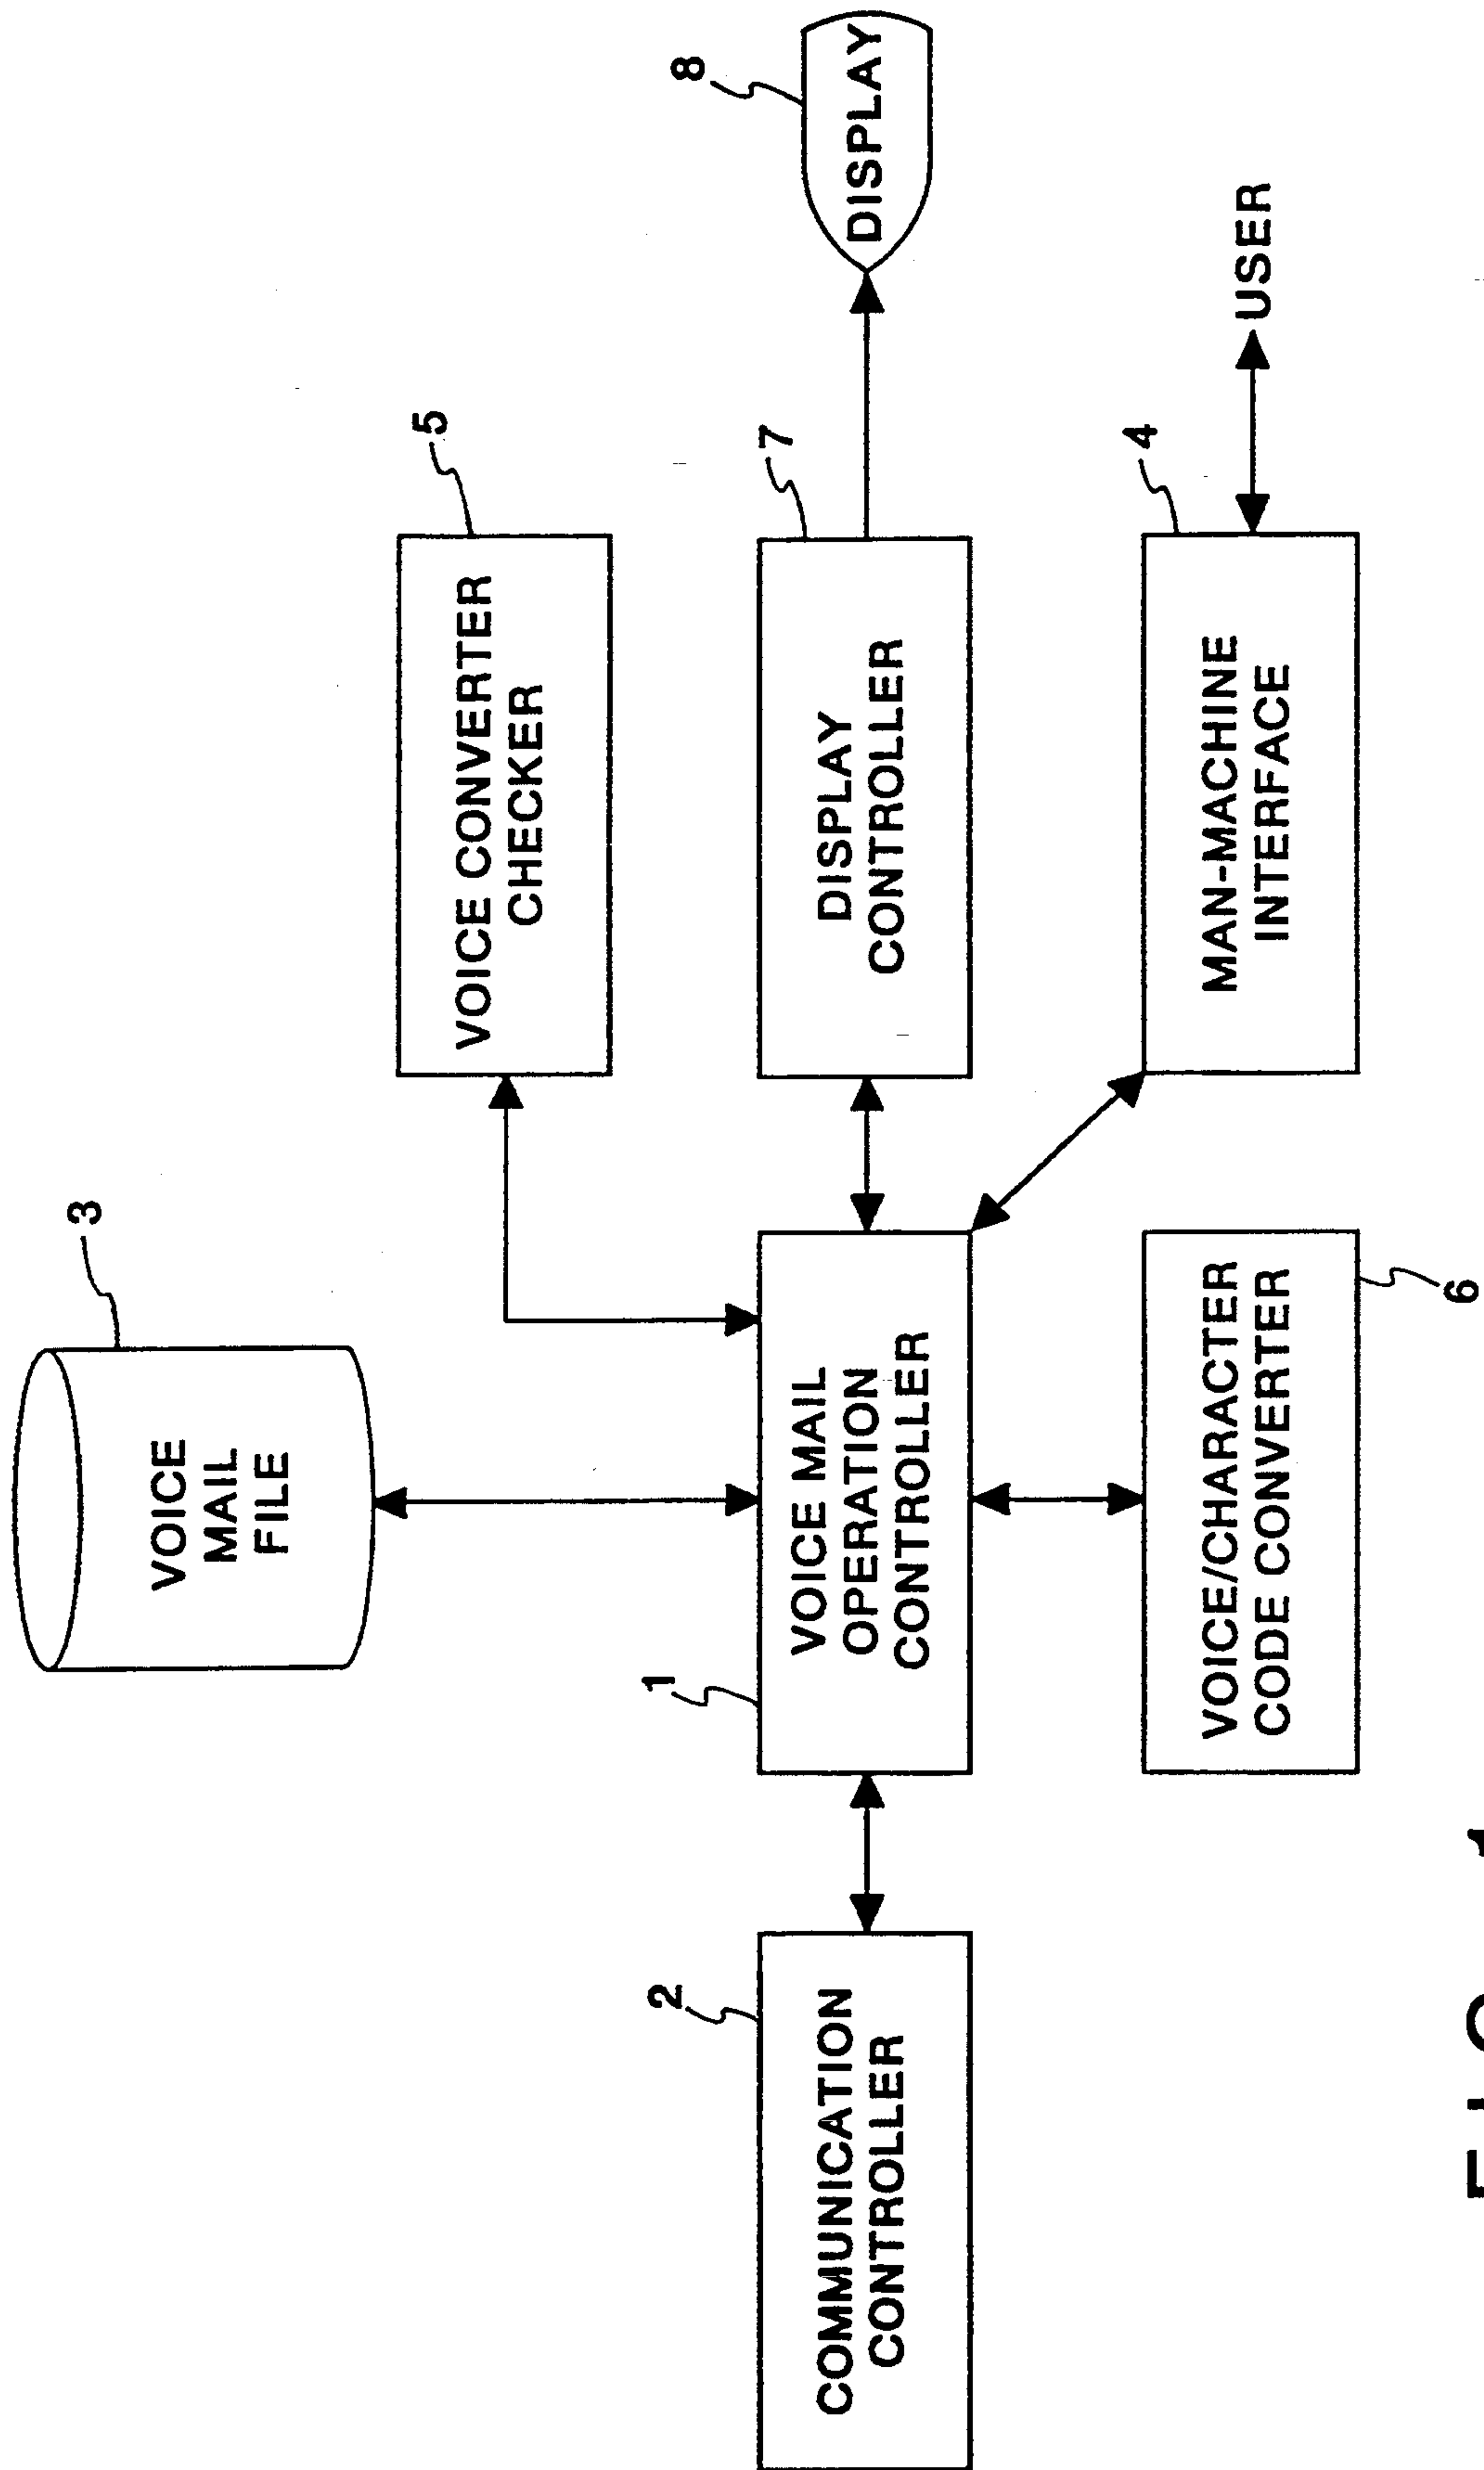 3
VOICE
MAIL
FILE
5
VOICE CONVERTER
CHECKER
8
DISPLAY
2
COMMUNICATION
CONTROLLER
1
VOICE MAIL
OPERATION
CONTROLLER
7
DISPLAY
CONTROLLER
4
MAN-MACHINE
INTERFACE
USER
VOICE/CHARACTER
CODE CONVERTER
6